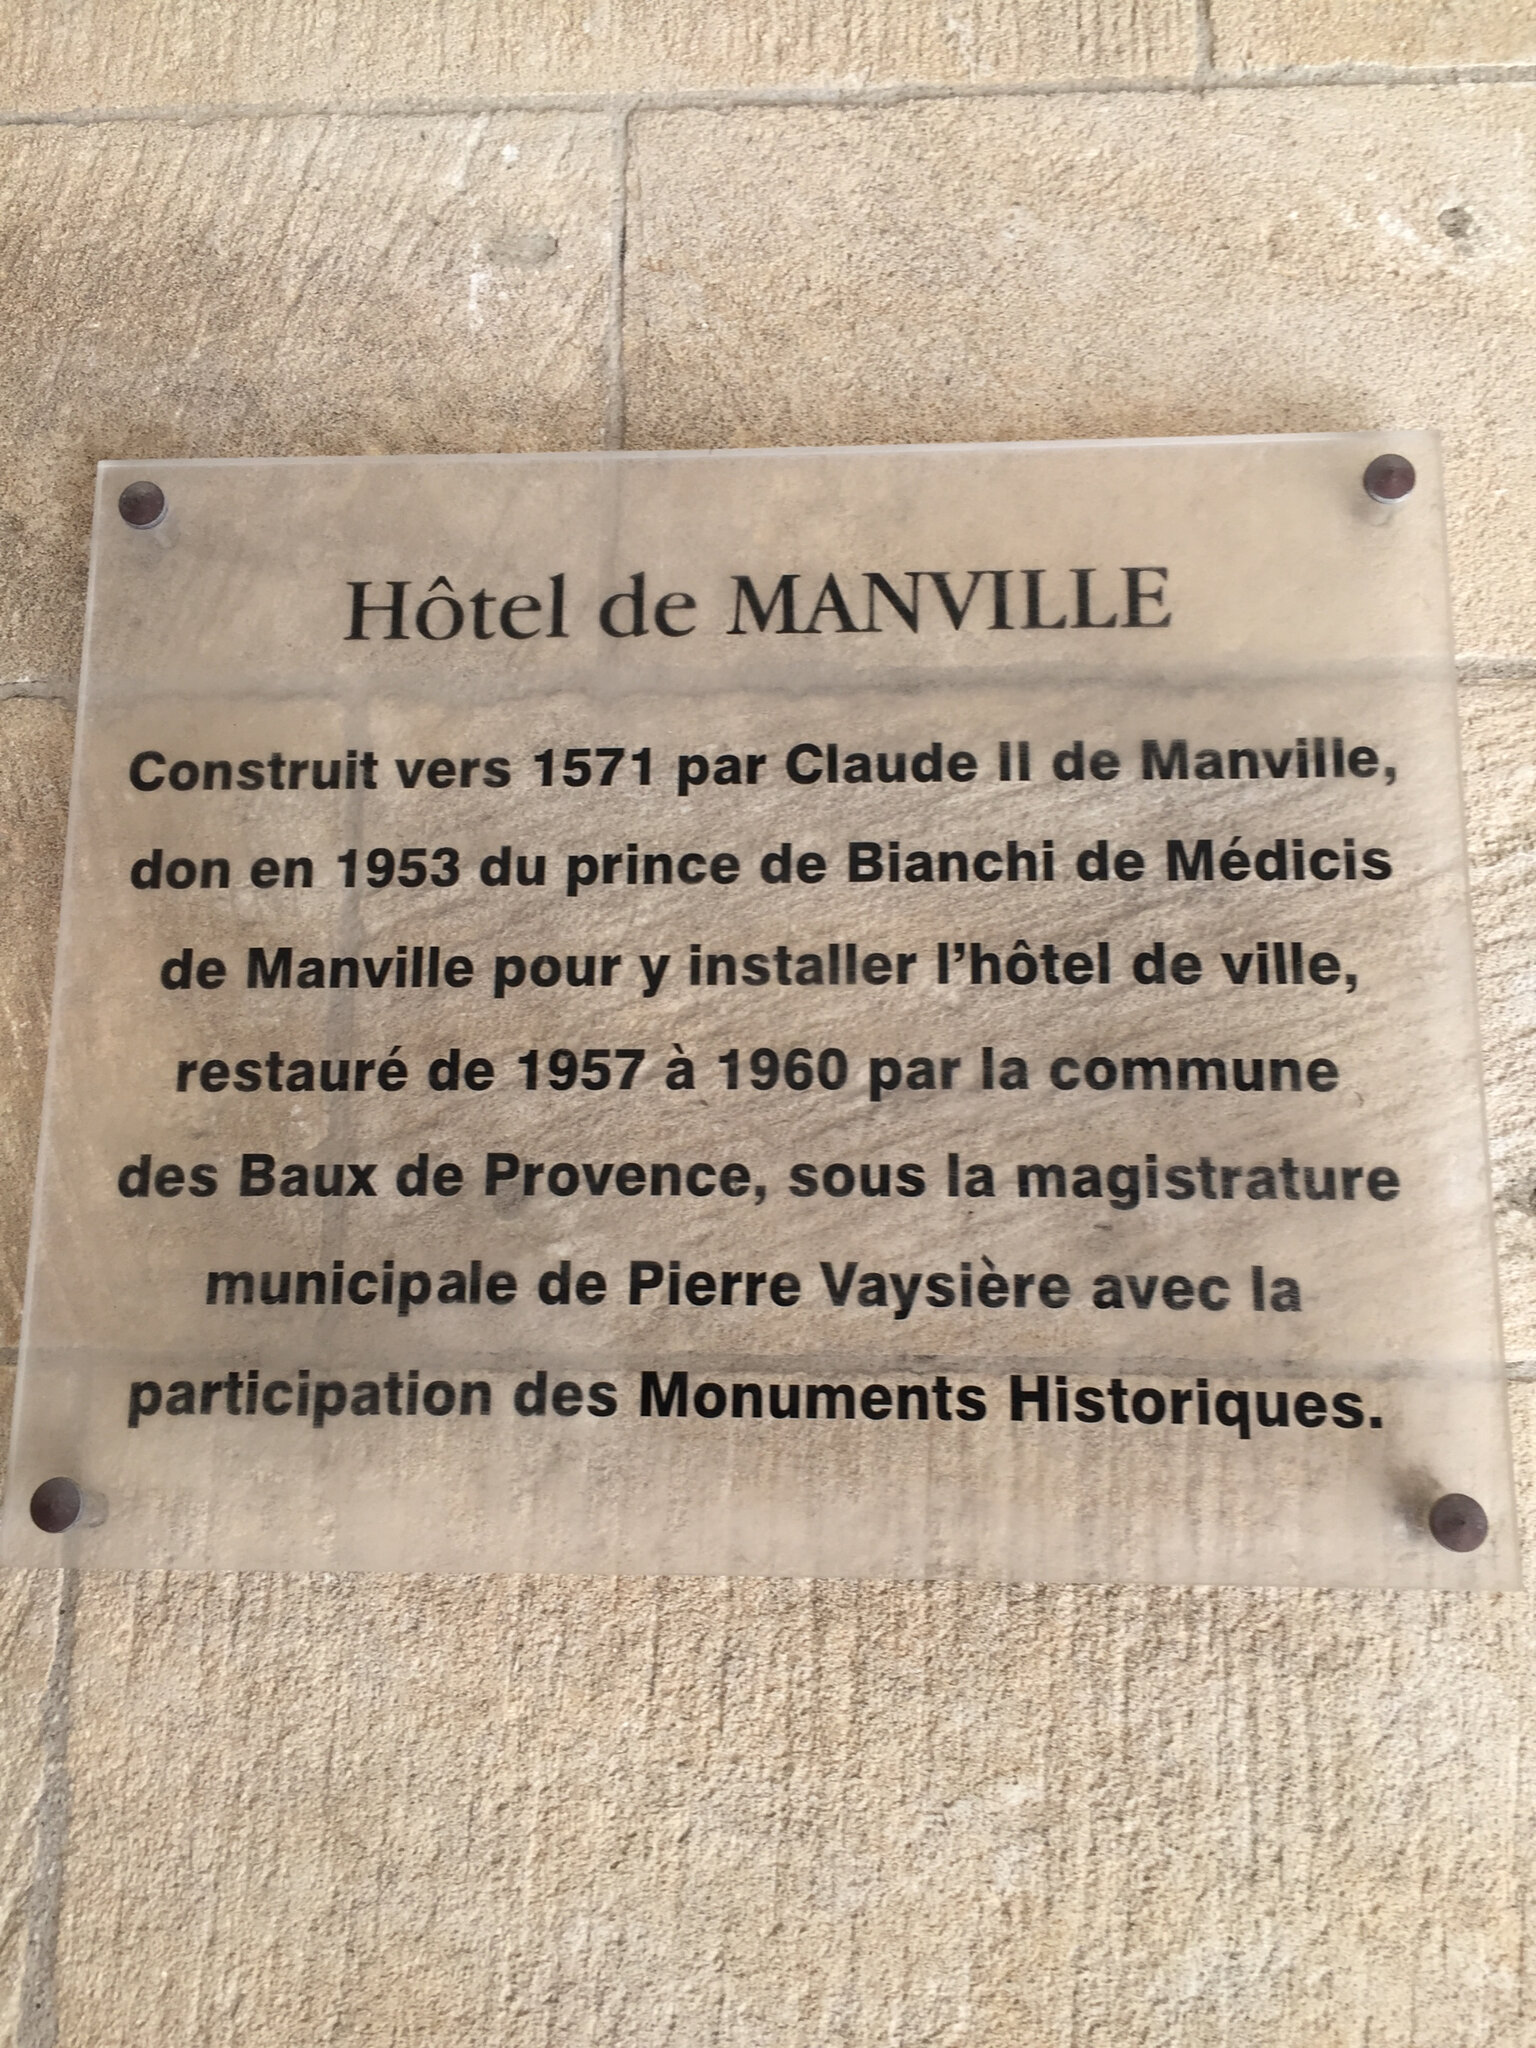 Hôtel de MANVILLE
Construit vers 1571 par Claude II de Manville,
don en 1953 du prince de Bianchi de Médicis
de Manville pour y installer l'hôtel de ville,
restauré de 1957 à 1960 par la commune
des Baux de Provence, sous la magistrature
municipale de Pierre Vaysière avec la
participation des Monuments Historiques.